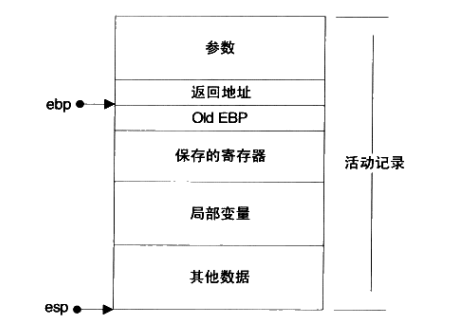 参数
返回地址
ebp
Old EBP
保存的寄存器
活动记录
局部变量
其他数据
esp